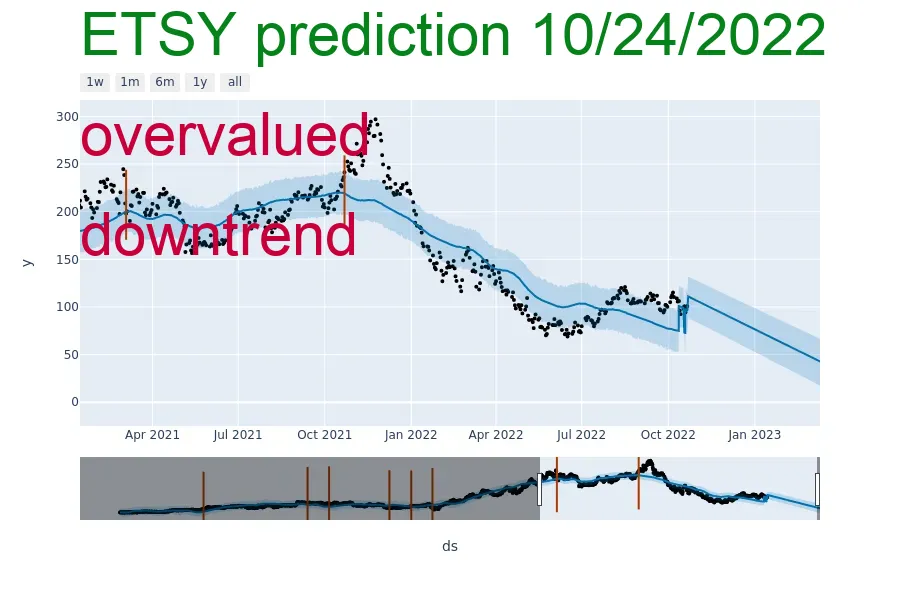 ETSY prediction 10/24/2022
1w 1m 6m 1y all
overvalued
downtrend
300
250
200
150
100
50
0
y
Apr 2021 Jul 2021 Oct 2021 Jan 2022 Apr 2022 Jul 2022 Oct 2022 Jan 2023
ds